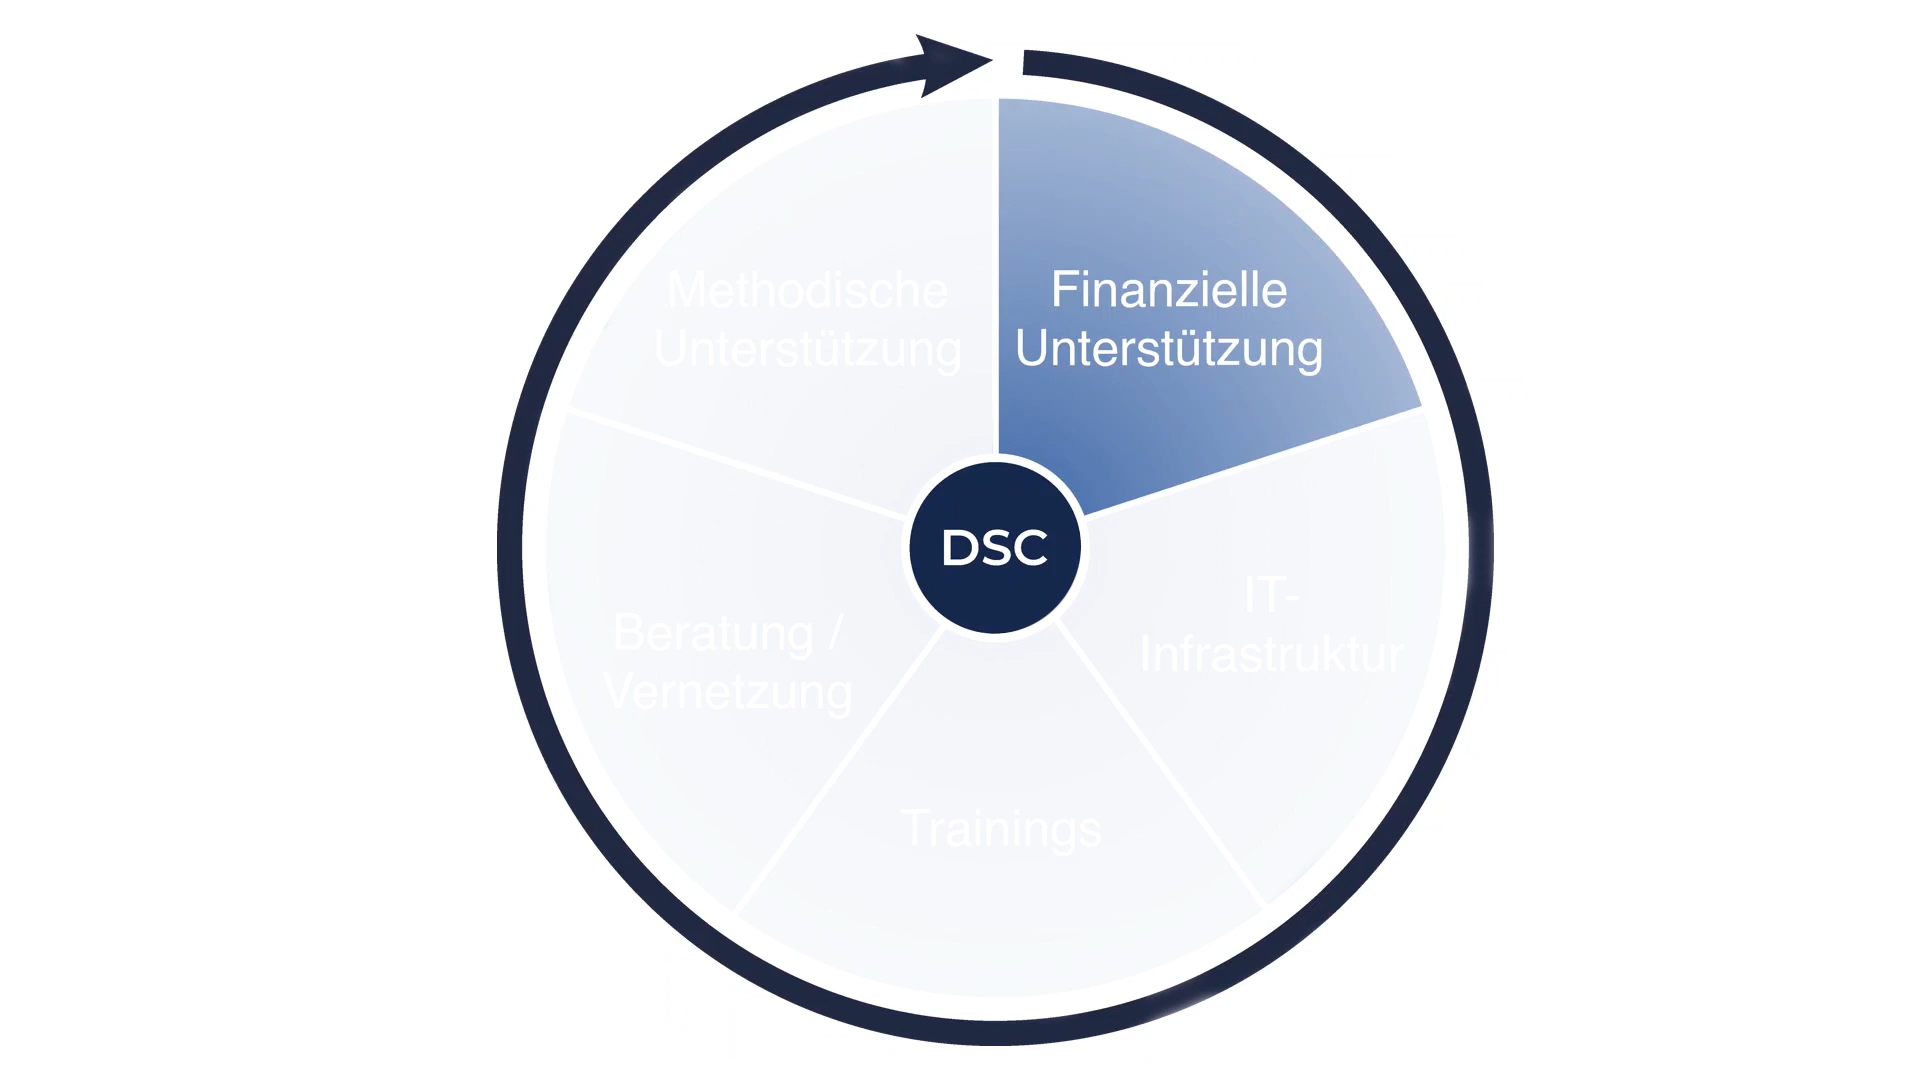 Methodische
Unterstützung
Finanzielle
Unterstützung
DSC
IT-
Infrastruktur
Beratung /
Vernetzung
Trainings